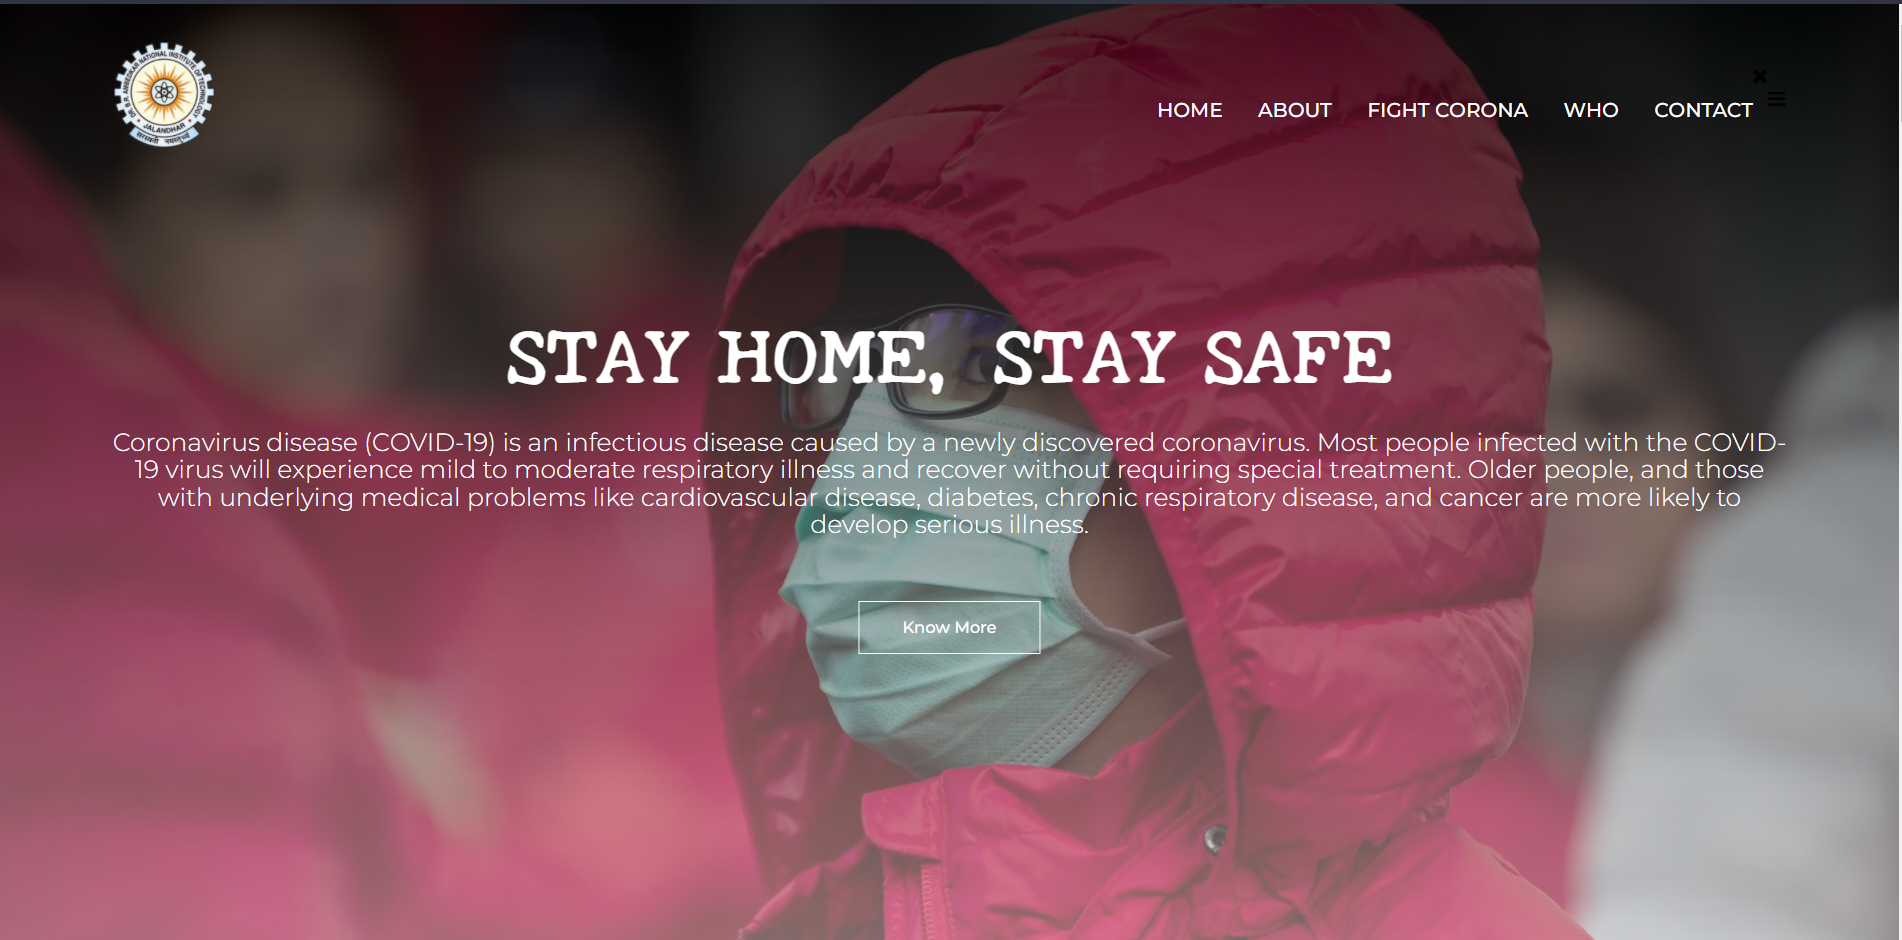 DR. B.R. AMBEDKAR NATIONAL INSTITUTE OF TECHNOLOGY
JALANDHAR
HOME ABOUT FIGHT CORONA WHO CONTACT
STAY HOME, STAY SAFE
Coronavirus disease (COVID-19) is an infectious disease caused by a newly discovered coronavirus. Most people infected with the COVID-
19 virus will experience mild to moderate respiratory illness and recover without requiring special treatment. Older people, and those
with underlying medical problems like cardiovascular disease, diabetes, chronic respiratory disease, and cancer are more likely to
develop serious illness.
Know More